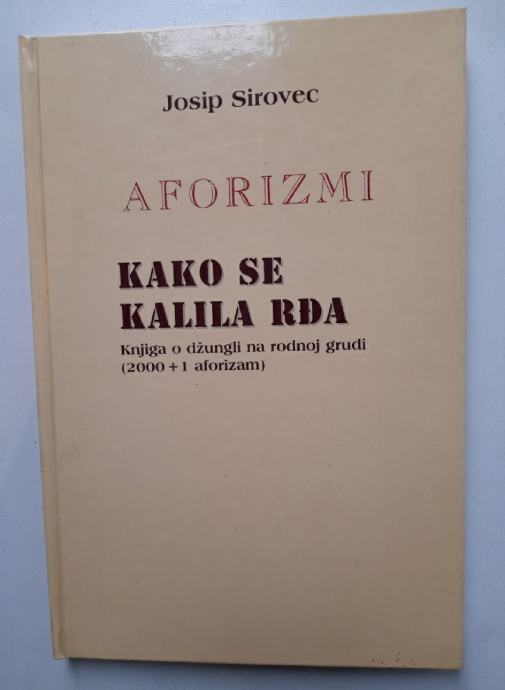 Josip Sirovec
AFORIZMI
KAKO SE
KALILA RĐA
Knjiga o džungli na rodnoj grudi
(2000 + 1 aforizam)